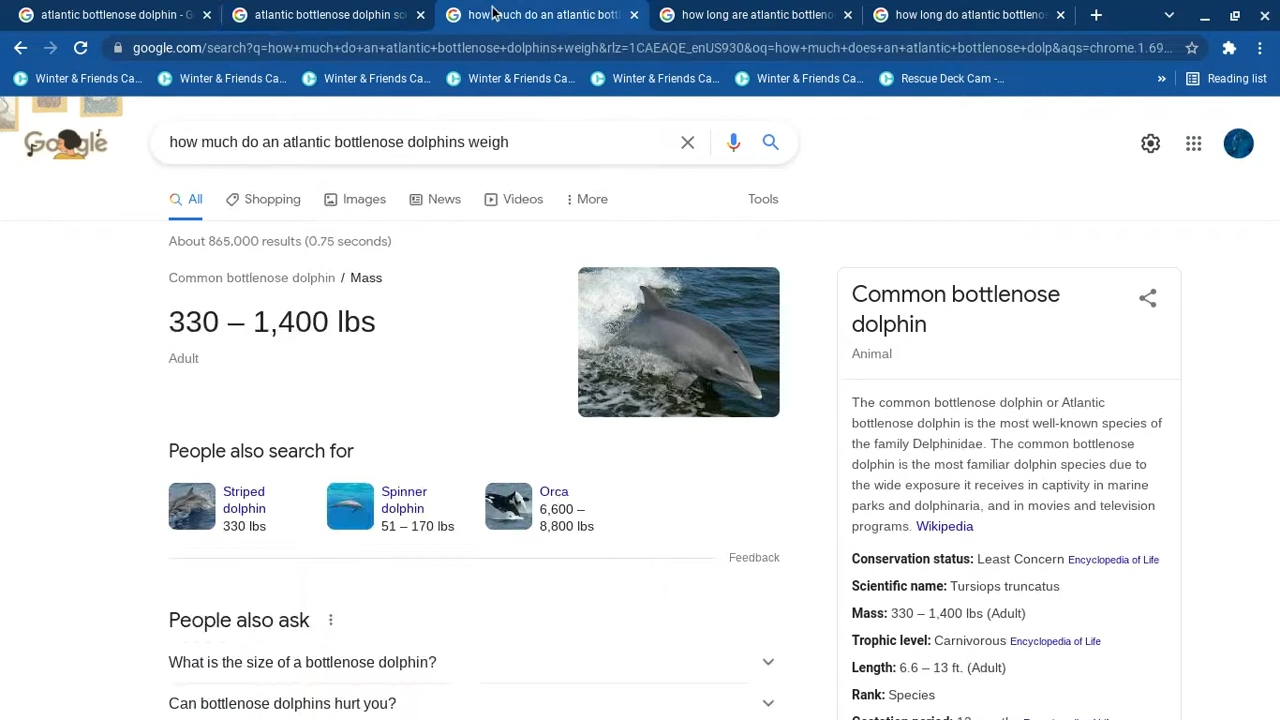 atlantic bottlenose dolphin - G
atlantic bottlenose dolphin sci
how much do an atlantic bottl
how long are atlantic bottleno
how long do atlantic bottlenos
google.com/search?q=how+much+do+an+atlantic+bottlenose+dolphins+weigh&rlz=1CAEAQE_enUS930&oq=how+much+does+an+atlantic+bottlenose+dolp&aqs=chrome.1.69...
Winter & Friends Ca...
Winter & Friends Ca...
Winter & Friends Ca...
Winter & Friends Ca...
Winter & Friends Ca...
Winter & Friends Ca...
Rescue Deck Cam -...
»
Reading list
Google
how much do an atlantic bottlenose dolphins weigh
All
Shopping
Images
News
Videos
More
Tools
About 865,000 results (0.75 seconds)
Common bottlenose dolphin / Mass
330 – 1,400 lbs
Adult
People also search for
Striped
dolphin
330 lbs
Spinner
dolphin
51 – 170 lbs
Orca
6,600 –
8,800 lbs
Feedback
People also ask
What is the size of a bottlenose dolphin?
Can bottlenose dolphins hurt you?
Common bottlenose
dolphin
Animal
The common bottlenose dolphin or Atlantic
bottlenose dolphin is the most well-known species of
the family Delphinidae. The common bottlenose
dolphin is the most familiar dolphin species due to
the wide exposure it receives in captivity in marine
parks and dolphinaria, and in movies and television
programs. Wikipedia
Conservation status: Least Concern Encyclopedia of Life
Scientific name: Tursiops truncatus
Mass: 330 – 1,400 lbs (Adult)
Trophic level: Carnivorous Encyclopedia of Life
Length: 6.6 – 13 ft. (Adult)
Rank: Species